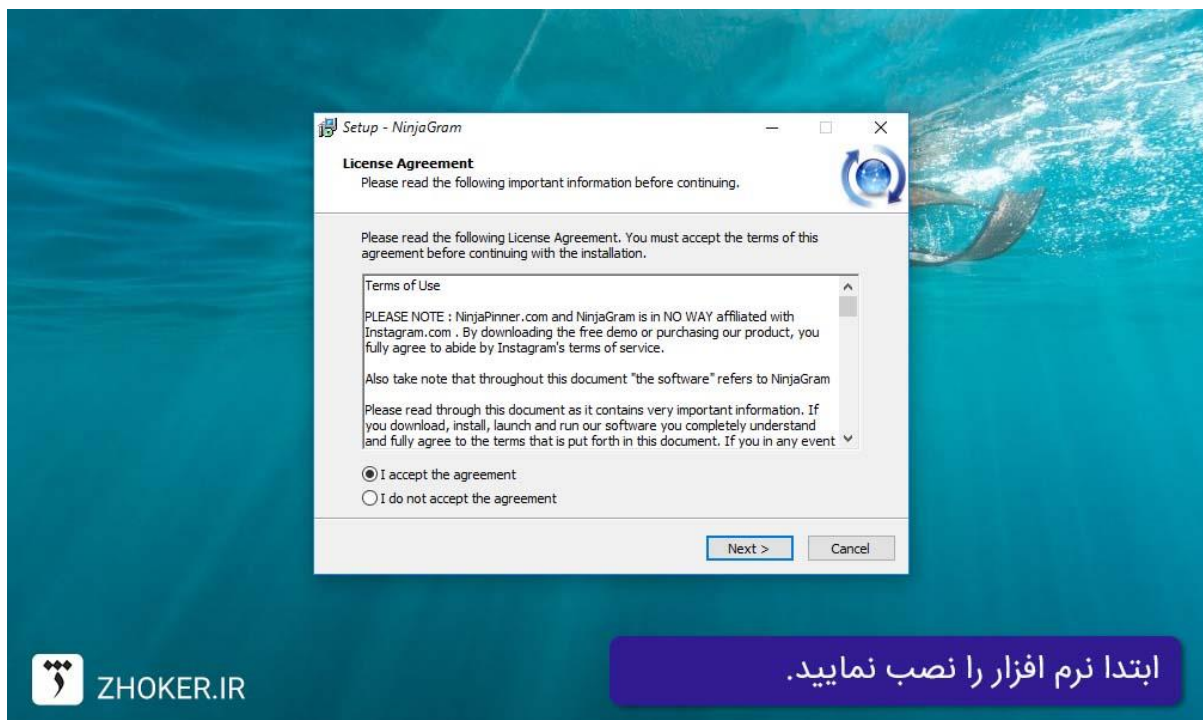 Setup - NinjaGram
License Agreement
Please read the following important information before continuing.
Please read the following License Agreement. You must accept the terms of this
agreement before continuing with the installation.
Terms of Use
PLEASE NOTE : NinjaPinner.com and NinjaGram is in NO WAY affiliated with
Instagram.com . By downloading the free demo or purchasing our product, you
fully agree to abide by Instagram's terms of service.
Also take note that throughout this document "the software" refers to NinjaGram
Please read through this document as it contains very important information. If
you download, install, launch and run our software you completely understand
and fully agree to the terms that is put forth in this document. If you in any event
I accept the agreement
I do not accept the agreement
Next >
Cancel
ابتدا نرم افزار را نصب نمایید.
ZHOKER.IR